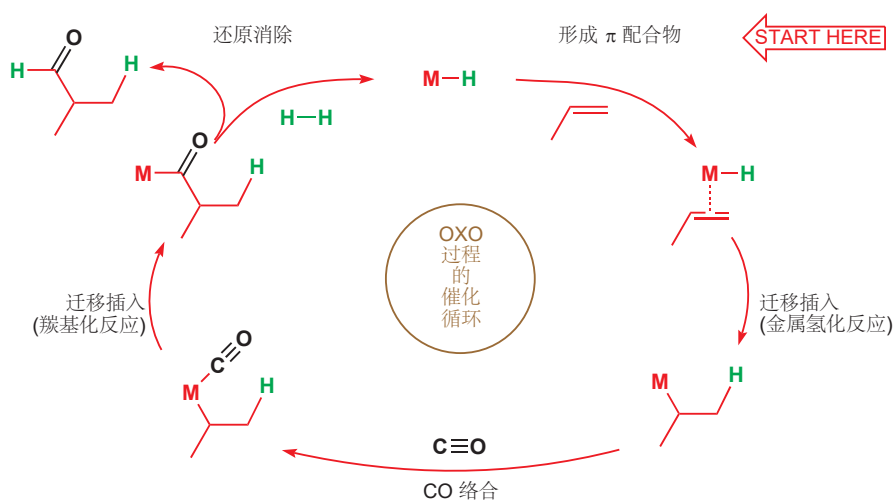 还原消除
形成 π 配合物
START HERE
O
H
H
M—H
H—H
M—H
O
M
H
OXO
过程
的
催化
循环
迁移插入
(羰基化反应)
迁移插入
(金属氢化反应)
O
C
M
H
M
H
C≡O
CO 络合